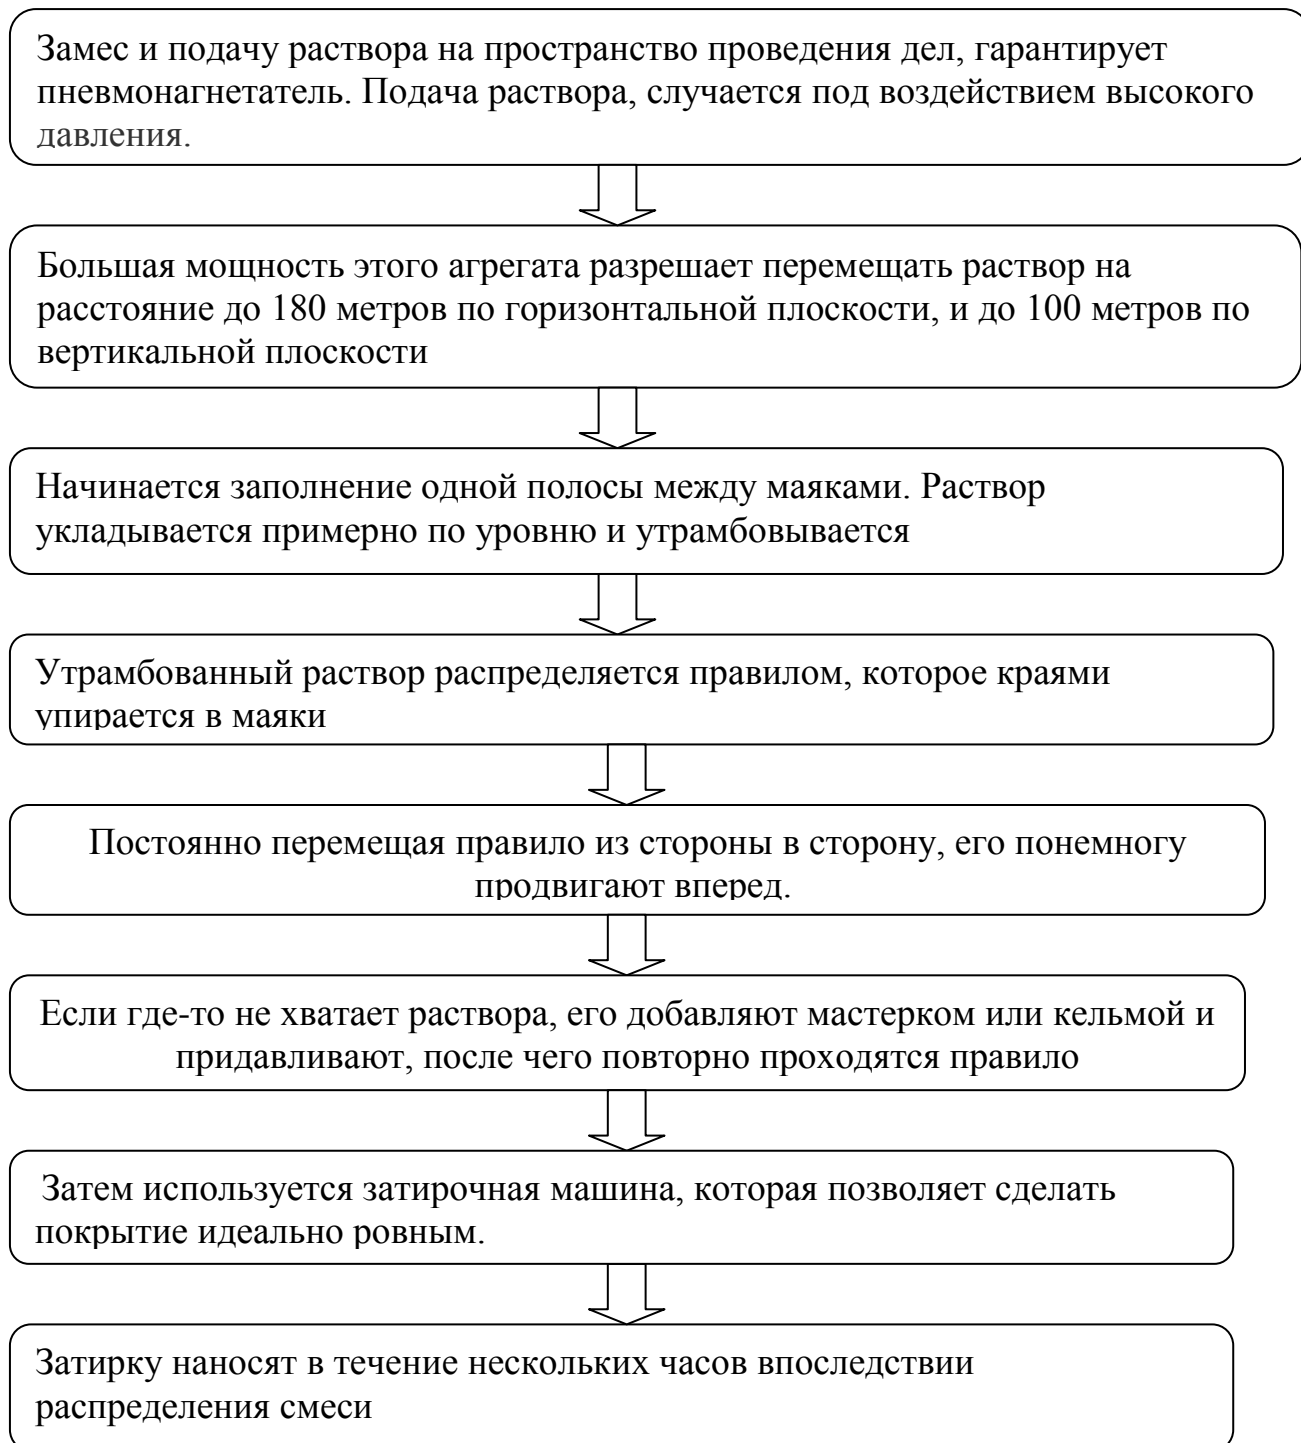 Замес и подачу раствора на пространство проведения дел, гарантирует
пневмонагнетатель. Подача раствора, случается под воздействием высокого
давления.
Большая мощность этого агрегата разрешает перемещать раствор на
расстояние до 180 метров по горизонтальной плоскости, и до 100 метров по
вертикальной плоскости
Начинается заполнение одной полосы между маяками. Раствор
укладывается примерно по уровню и утрамбовывается
Утрамбованный раствор распределяется правилом, которое краями
упирается в маяки
Постоянно перемещая правило из стороны в сторону, его понемногу
продвигают вперед.
Если где-то не хватает раствора, его добавляют мастерком или кельмой и
придавливают, после чего повторно проходятся правило
Затем используется затирочная машина, которая позволяет сделать
покрытие идеально ровным.
Затирку наносят в течение нескольких часов впоследствии
распределения смеси